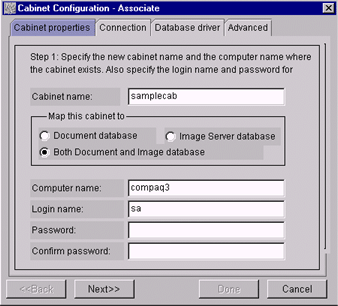 Cabinet Configuration - Associate
Cabinet properties Connection Database driver Advanced
Step 1: Specify the new cabinet name and the computer name where
the cabinet exists. Also specify the login name and password for
Cabinet name: samplecab
Map this cabinet to
Document database Image Server database
Both Document and Image database
Computer name: compaq3
Login name: sa
Password:
Confirm password:
<<Back Next>> Done Cancel